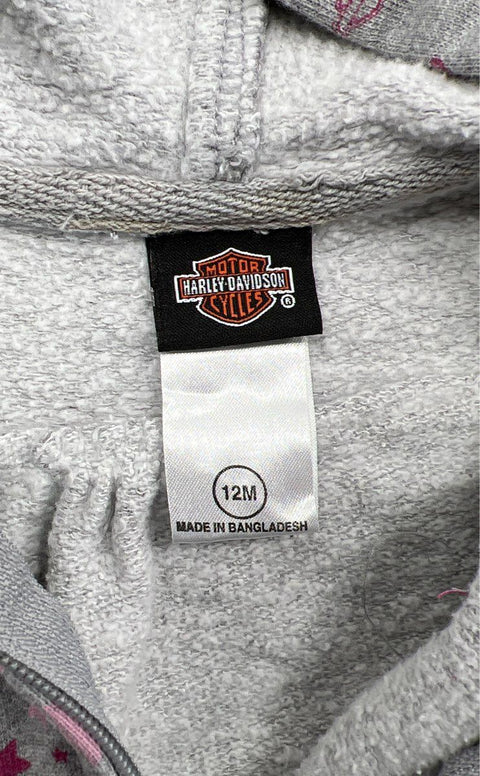 MOTOR
HARLEY-DAVIDSON
CYCLES
®
12M
MADE IN BANGLADESH